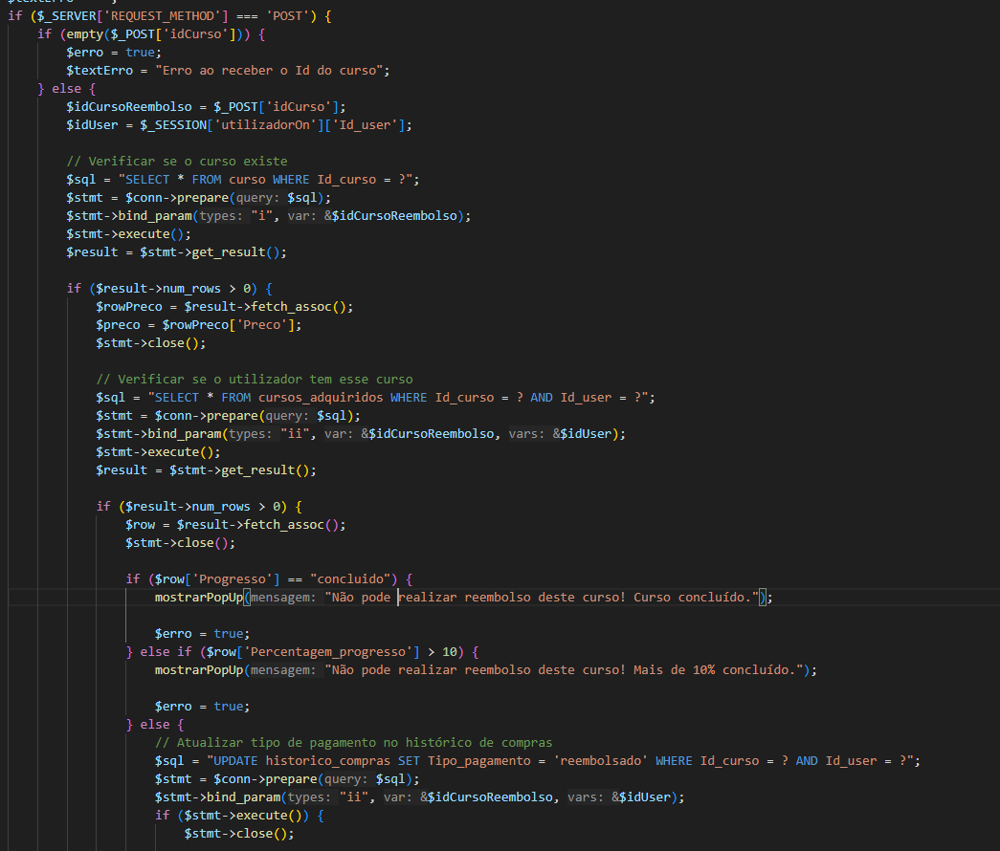 if ($_SERVER['REQUEST_METHOD'] === 'POST') {
if (empty($_POST['idCurso'])) {
$erro = true;
$textErro = "Erro ao receber o Id do curso";
} else {
$idCursoReembolso = $_POST['idCurso'];
$idUser = $_SESSION['utilizadorOn']['Id_user'];
// Verificar se o curso existe
$sql = "SELECT * FROM curso WHERE Id_curso = ?";
$stmt = $conn->prepare(query: $sql);
$stmt->bind_param(types: "i", var: &$idCursoReembolso);
$stmt->execute();
$result = $stmt->get_result();
if ($result->num_rows > 0) {
$rowPreco = $result->fetch_assoc();
$preco = $rowPreco['Preco'];
$stmt->close();
// Verificar se o utilizador tem esse curso
$sql = "SELECT * FROM cursos_adquiridos WHERE Id_curso = ? AND Id_user = ?";
$stmt = $conn->prepare(query: $sql);
$stmt->bind_param(types: "ii", var: &$idCursoReembolso, vars: &$idUser);
$stmt->execute();
$result = $stmt->get_result();
if ($result->num_rows > 0) {
$row = $result->fetch_assoc();
$stmt->close();
if ($row['Progresso'] == "concluido") {
mostrarPopUp(mensagem: "Não pode realizar reembolso deste curso! Curso concluído.");
$erro = true;
} else if ($row['Percentagem_progresso'] > 10) {
mostrarPopUp(mensagem: "Não pode realizar reembolso deste curso! Mais de 10% concluído.");
$erro = true;
} else {
// Atualizar tipo de pagamento no histórico de compras
$sql = "UPDATE historico_compras SET Tipo_pagamento = 'reembolsado' WHERE Id_curso = ? AND Id_user = ?";
$stmt = $conn->prepare(query: $sql);
$stmt->bind_param(types: "ii", var: &$idCursoReembolso, vars: &$idUser);
if ($stmt->execute()) {
$stmt->close();